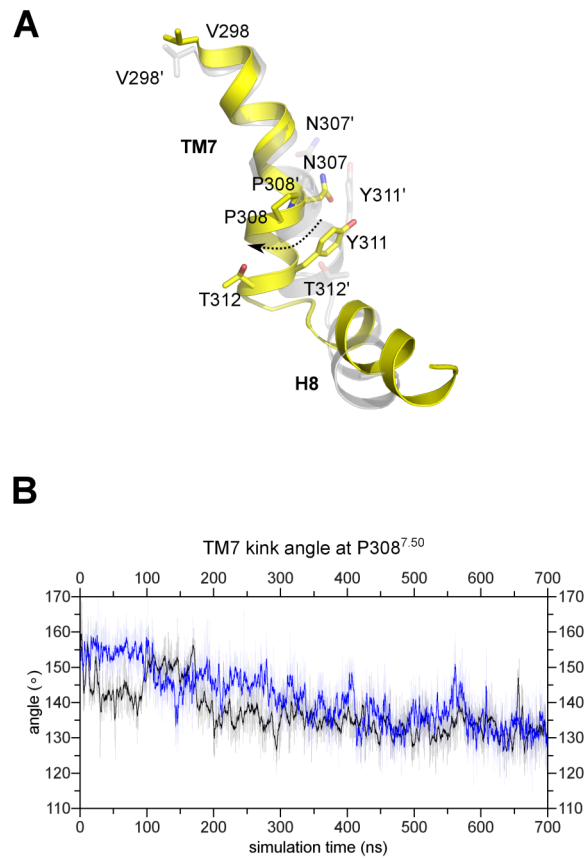 A
V298
V298'
N307'
TM7
N307
P308'
Y311'
P308
Y311
T312
T312'
H8
B
TM7 kink angle at P308^7.50
0 100 200 300 400 500 600 700
170 170
160 160
150 150
140 140
130 130
120 120
110 110
angle (°)
0 100 200 300 400 500 600 700
simulation time (ns)